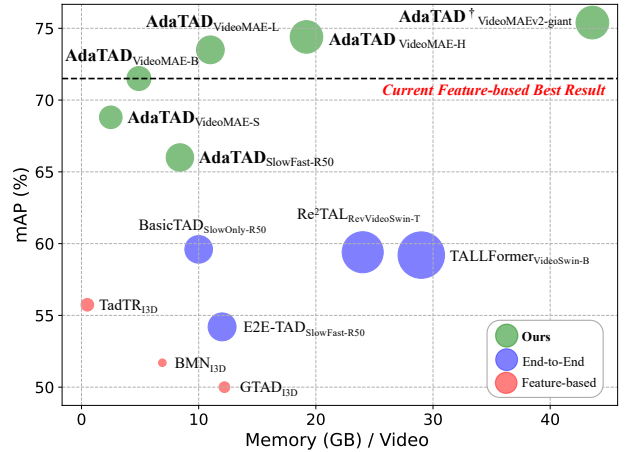 AdaTAD † VideoMAEv2-giant
AdaTAD VideoMAE-L
AdaTAD VideoMAE-H
AdaTAD VideoMAE-B
Current Feature-based Best Result
AdaTAD VideoMAE-S
AdaTAD SlowFast-R50
Re²TAL RevVideoSwin-T
BasicTAD SlowOnly-R50
TALLFormer VideoSwin-B
TadTR I3D
E2E-TAD SlowFast-R50
BMN I3D
GTAD I3D
Ours
End-to-End
Feature-based
75
70
65
60
55
50
mAP (%)
0 10 20 30 40
Memory (GB) / Video